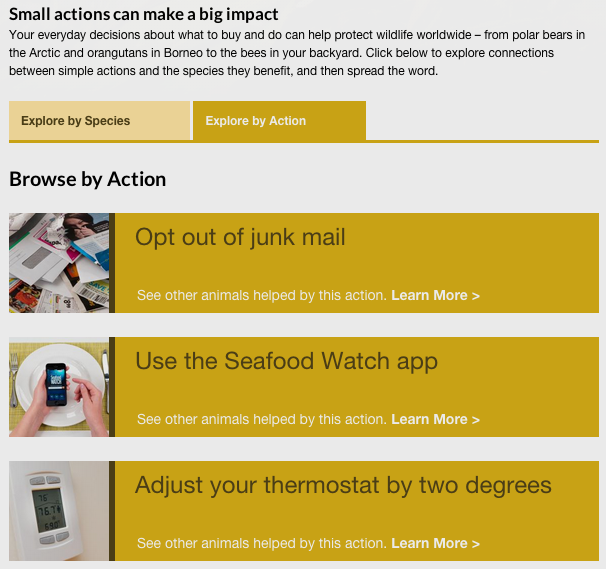 Small actions can make a big impact
Your everyday decisions about what to buy and do can help protect wildlife worldwide – from polar bears in
the Arctic and orangutans in Borneo to the bees in your backyard. Click below to explore connections
between simple actions and the species they benefit, and then spread the word.
Explore by Species
Explore by Action
Browse by Action
Opt out of junk mail
See other animals helped by this action. Learn More >
Use the Seafood Watch app
See other animals helped by this action. Learn More >
Adjust your thermostat by two degrees
See other animals helped by this action. Learn More >